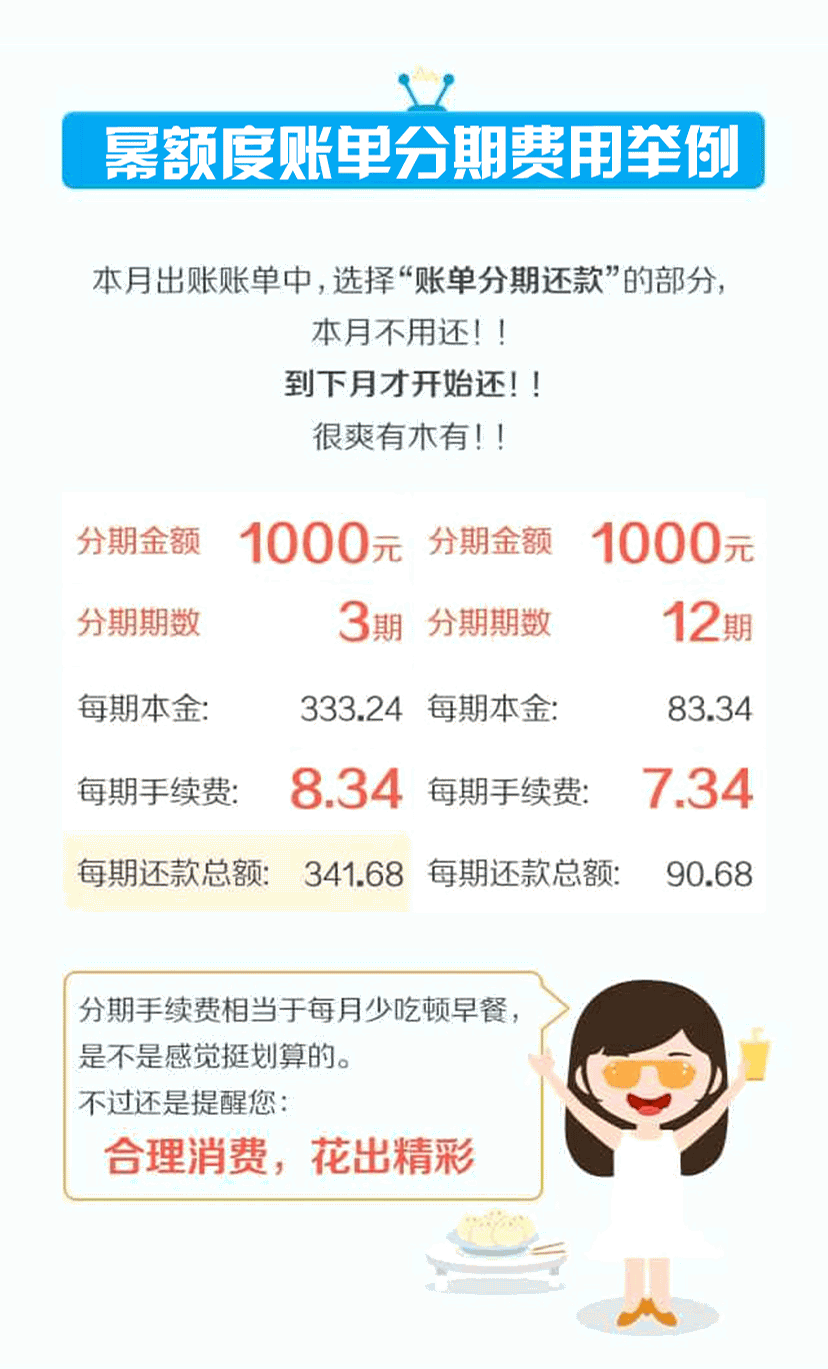 幂额度账单分期费用举例
本月出账账单中,选择“账单分期还款”的部分,
本月不用还!!
到下月才开始还!!
很爽有木有!!
分期金额 1000元 分期金额 1000元
分期期数 3期 分期期数 12期
每期本金: 333.24 每期本金: 83.34
每期手续费: 8.34 每期手续费: 7.34
每期还款总额: 341.68 每期还款总额: 90.68
分期手续费相当于每月少吃顿早餐,
是不是感觉挺划算的。
不过还是提醒您:
合理消费,花出精彩